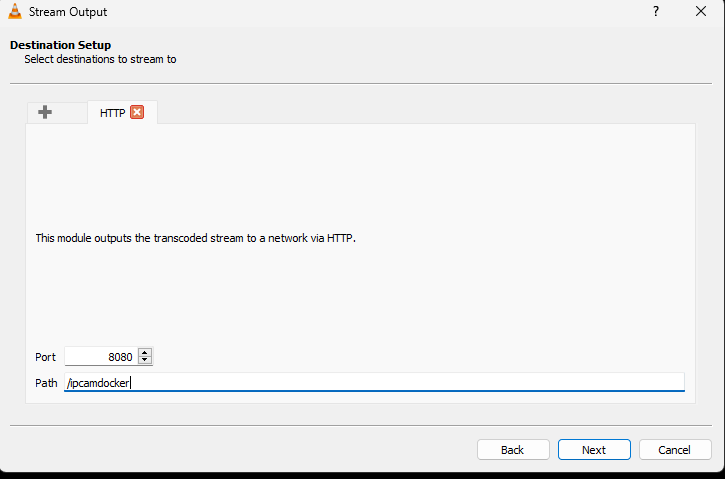 Stream Output
?
Destination Setup
Select destinations to stream to
HTTP
This module outputs the transcoded stream to a network via HTTP.
Port 8080
Path /ipcamdocker
Back Next Cancel